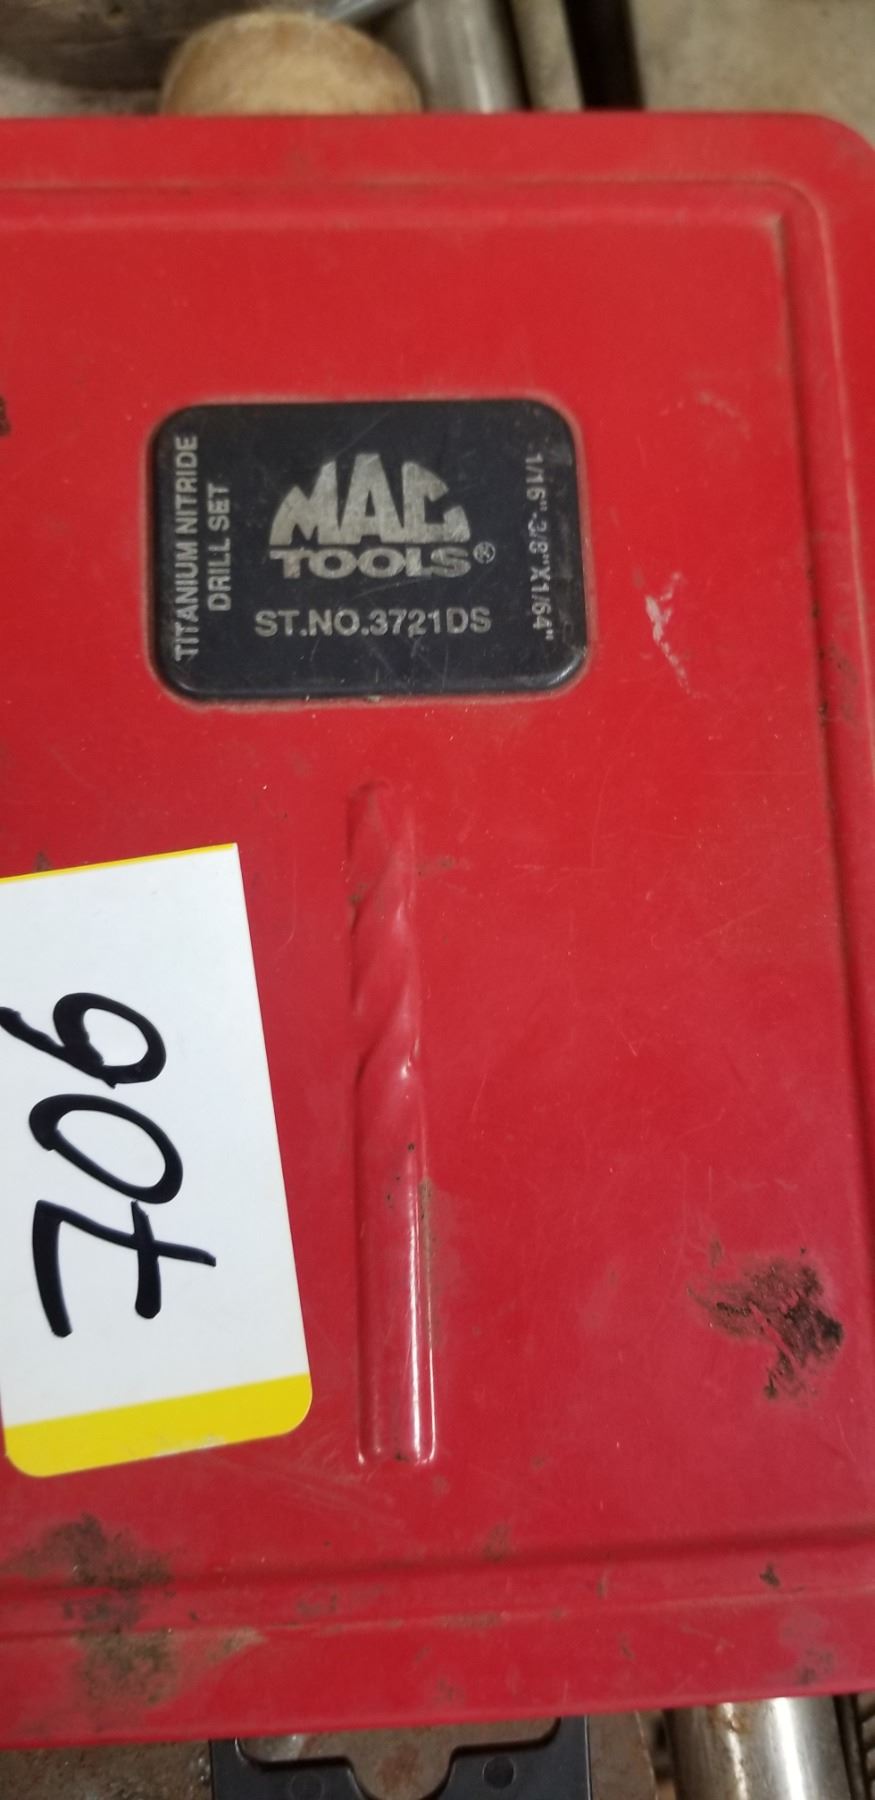 TITANIUM NITRIDE
DRILL SET
MAC
TOOLS®
ST.NO.3721DS
1/16"-3/8"X1/64"
706